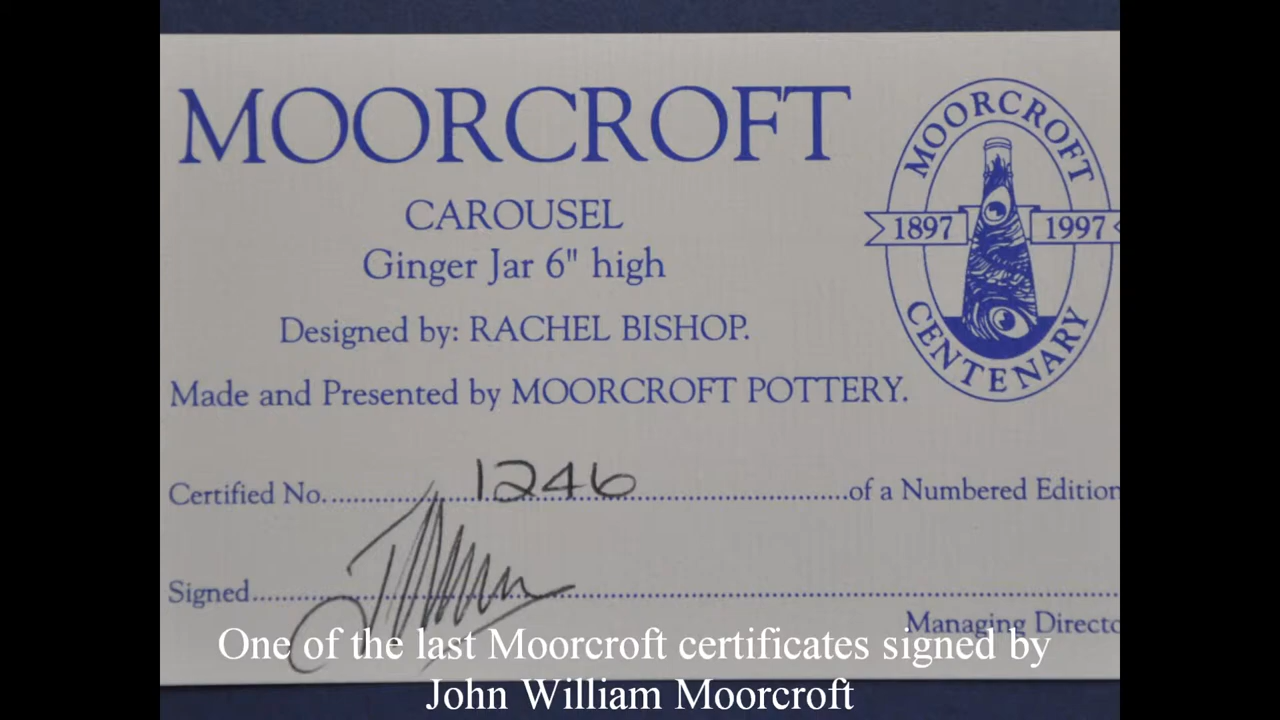 MOORCROFT
CAROUSEL
Ginger Jar 6" high
Designed by: RACHEL BISHOP.
Made and Presented by MOORCROFT POTTERY.
MOORCROFT
1897 1997
CENTENARY
Certified No. 1246 of a Numbered Edition
Signed
Managing Directo
One of the last Moorcroft certificates signed by
John William Moorcroft